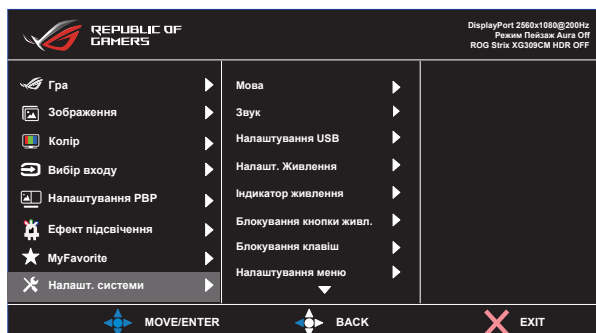 REPUBLIC OF
GAMERS
DisplayPort 2560x1080@200Hz
Режим Пейзаж Aura Off
ROG Strix XG309CM HDR OFF
Гра
Зображення
Колір
Вибір входу
Налаштування PBP
Ефект підсвічення
MyFavorite
Налашт. системи
Мова
Звук
Налаштування USB
Налашт. Живлення
Індикатор живлення
Блокування кнопки живл.
Блокування клавіш
Налаштування меню
MOVE/ENTER
BACK
EXIT